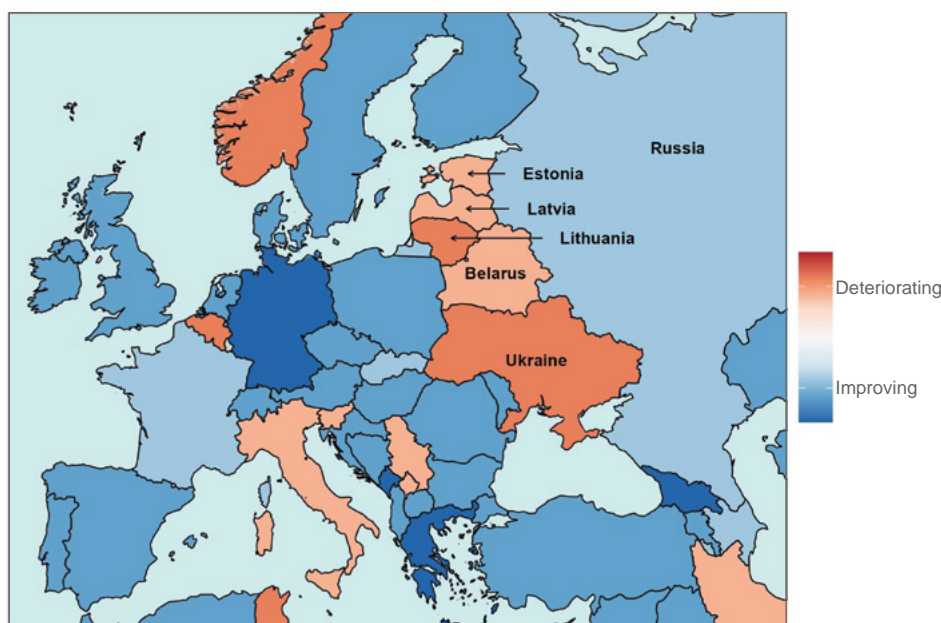 Russia
Estonia
Latvia
Lithuania
Belarus
Deteriorating
Ukraine
Improving